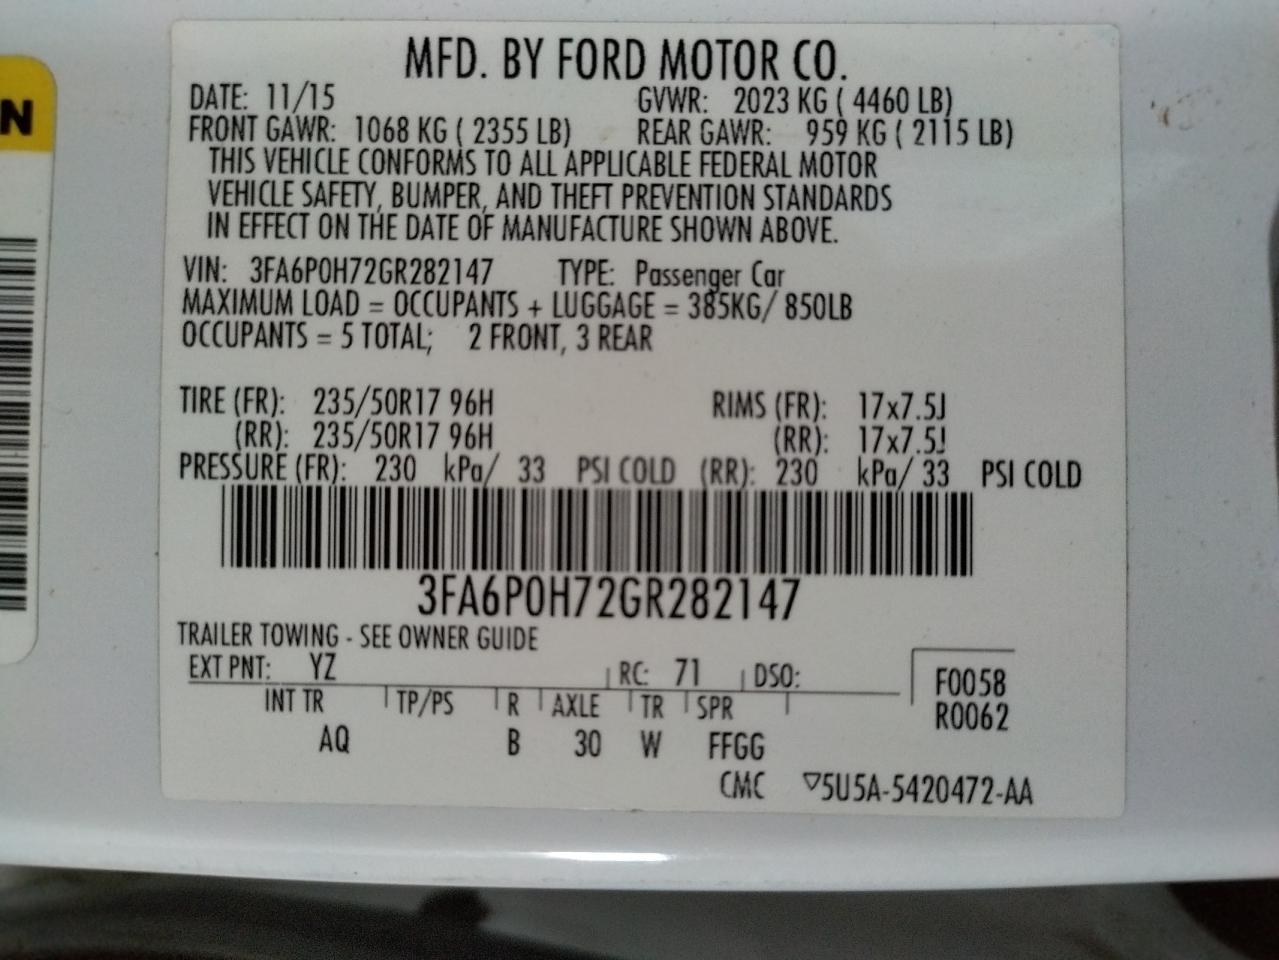 N
MFD. BY FORD MOTOR CO.
DATE: 11/15 GVWR: 2023 KG ( 4460 LB)
FRONT GAWR: 1068 KG ( 2355 LB) REAR GAWR: 959 KG ( 2115 LB)
THIS VEHICLE CONFORMS TO ALL APPLICABLE FEDERAL MOTOR
VEHICLE SAFETY, BUMPER, AND THEFT PREVENTION STANDARDS
IN EFFECT ON THE DATE OF MANUFACTURE SHOWN ABOVE.
VIN: 3FA6P0H72GR282147 TYPE: Passenger Car
MAXIMUM LOAD = OCCUPANTS + LUGGAGE = 385KG/ 850LB
OCCUPANTS = 5 TOTAL; 2 FRONT, 3 REAR
TIRE (FR): 235/50R17 96H RIMS (FR): 17x7.5J
(RR): 235/50R17 96H (RR): 17x7.5J
PRESSURE (FR): 230 kPa/ 33 PSI COLD (RR): 230 kPa/ 33 PSI COLD
3FA6P0H72GR282147
TRAILER TOWING - SEE OWNER GUIDE
EXT PNT: YZ RC: 71 DSO: F0058
INT TR TP/PS R AXLE TR SPR R0062
AQ B 30 W FFGG
CMC ▽5U5A-5420472-AA